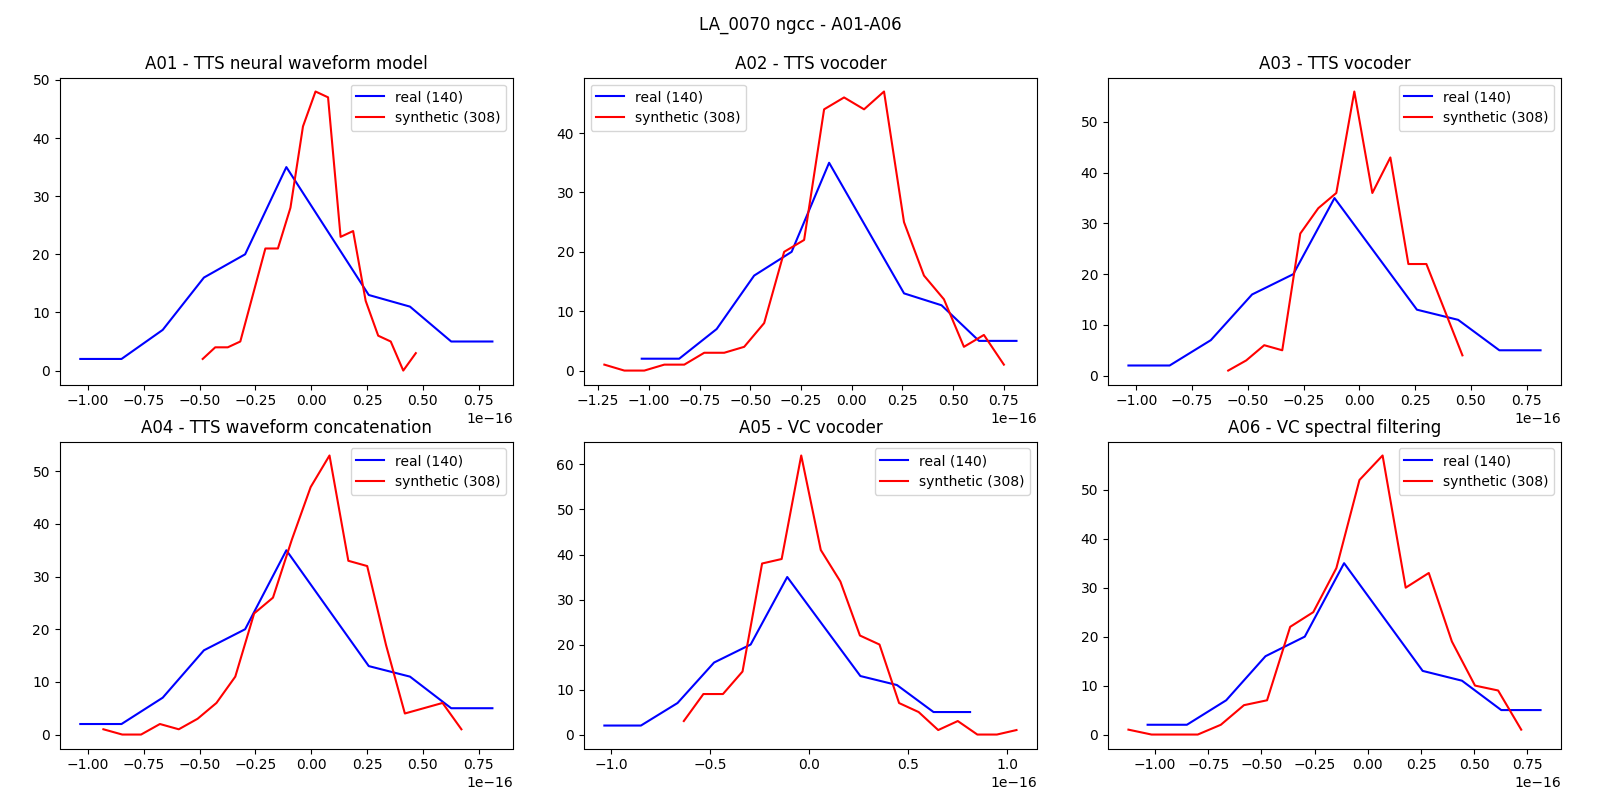 LA_0070 ngcc - A01-A06
A01 - TTS neural waveform model
50
40
30
20
10
0
real (140)
synthetic (308)
−1.00 −0.75 −0.50 −0.25 0.00 0.25 0.50 0.75
1e−16
A02 - TTS vocoder
40
30
20
10
0
real (140)
synthetic (308)
−1.25 −1.00 −0.75 −0.50 −0.25 0.00 0.25 0.50 0.75
1e−16
A03 - TTS vocoder
50
40
30
20
10
0
real (140)
synthetic (308)
−1.00 −0.75 −0.50 −0.25 0.00 0.25 0.50 0.75
1e−16
A04 - TTS waveform concatenation
50
40
30
20
10
0
real (140)
synthetic (308)
−1.00 −0.75 −0.50 −0.25 0.00 0.25 0.50 0.75
1e−16
A05 - VC vocoder
60
50
40
30
20
10
0
real (140)
synthetic (308)
−1.0 −0.5 0.0 0.5 1.0
1e−16
A06 - VC spectral filtering
50
40
30
20
10
0
real (140)
synthetic (308)
−1.00 −0.75 −0.50 −0.25 0.00 0.25 0.50 0.75
1e−16